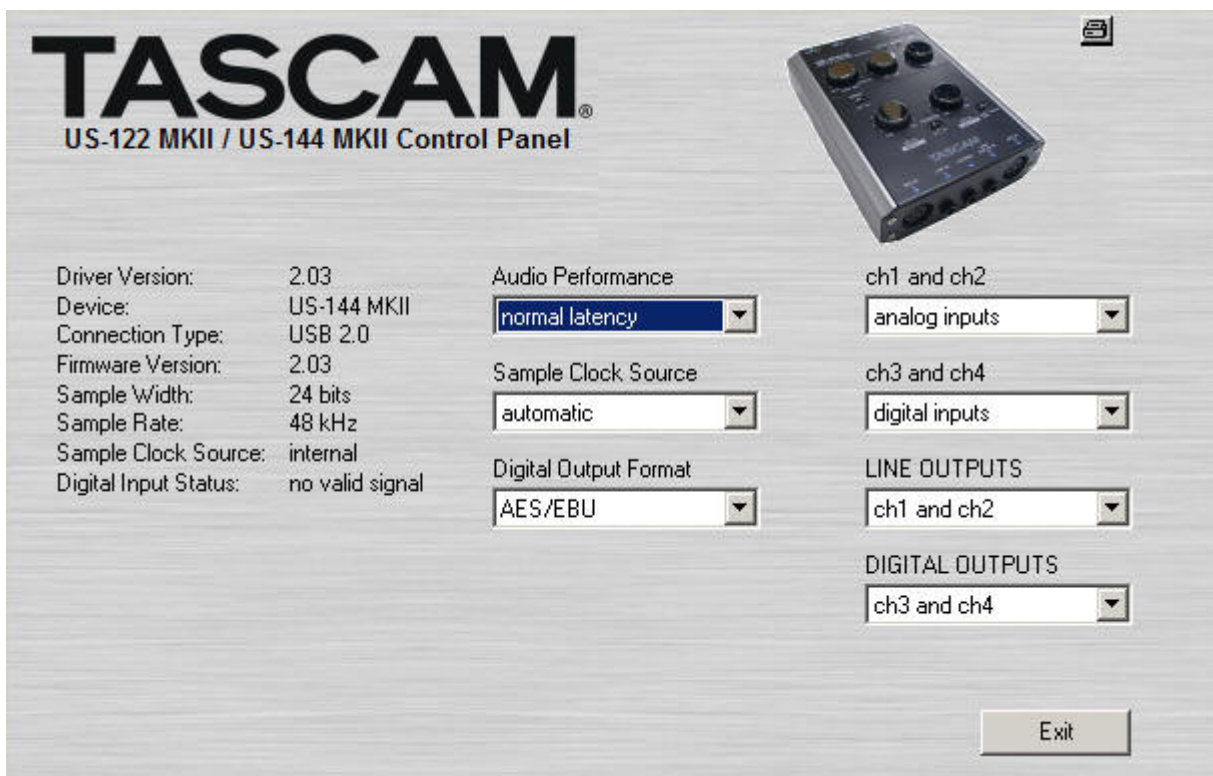 TASCAM®
US-122 MKII / US-144 MKII Control Panel
Driver Version: 2.03
Device: US-144 MKII
Connection Type: USB 2.0
Firmware Version: 2.03
Sample Width: 24 bits
Sample Rate: 48 kHz
Sample Clock Source: internal
Digital Input Status: no valid signal
Audio Performance
normal latency
Sample Clock Source
automatic
Digital Output Format
AES/EBU
ch1 and ch2
analog inputs
ch3 and ch4
digital inputs
LINE OUTPUTS
ch1 and ch2
DIGITAL OUTPUTS
ch3 and ch4
Exit
TASCAM